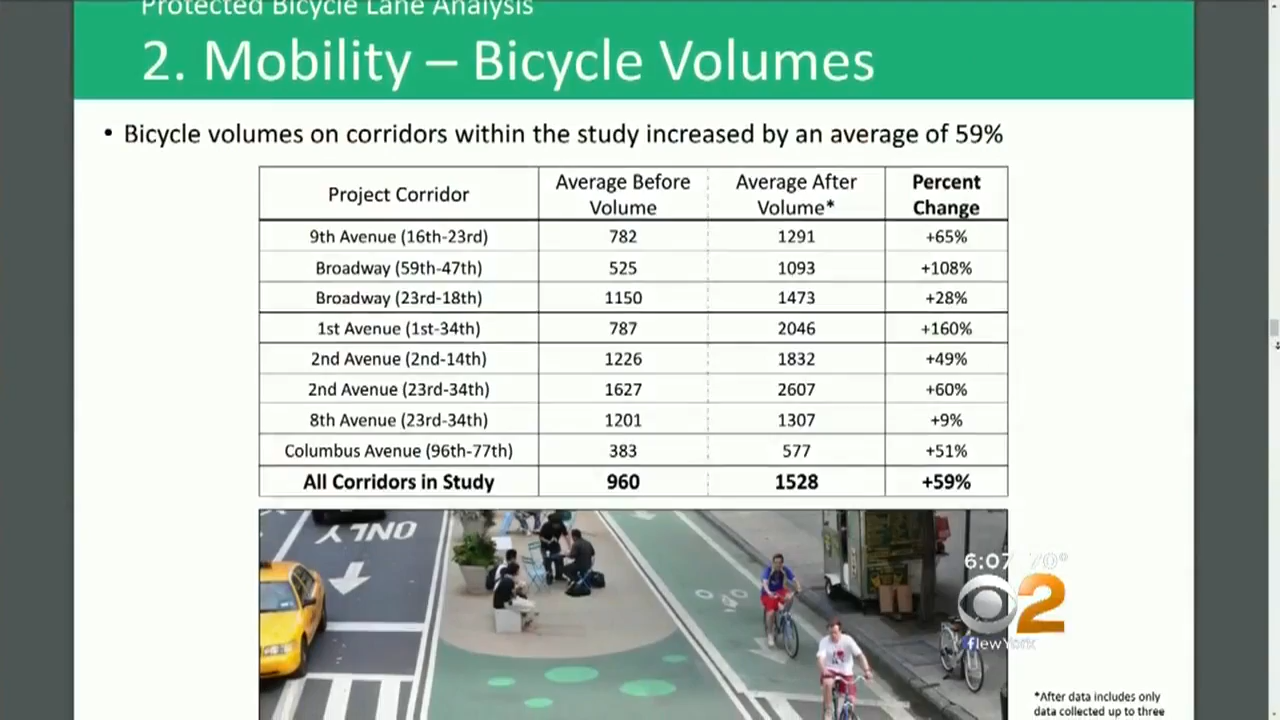 Protected Bicycle Lane Analysis
2. Mobility – Bicycle Volumes
• Bicycle volumes on corridors within the study increased by an average of 59%
Project Corridor Average Before Volume Average After Volume* Percent Change
9th Avenue (16th-23rd) 782 1291 +65%
Broadway (59th-47th) 525 1093 +108%
Broadway (23rd-18th) 1150 1473 +28%
1st Avenue (1st-34th) 787 2046 +160%
2nd Avenue (2nd-14th) 1226 1832 +49%
2nd Avenue (23rd-34th) 1627 2607 +60%
8th Avenue (23rd-34th) 1201 1307 +9%
Columbus Avenue (96th-77th) 383 577 +51%
All Corridors in Study 960 1528 +59%
ONLY
6:07 70°
2
NewYork
*After data includes only
data collected up to three